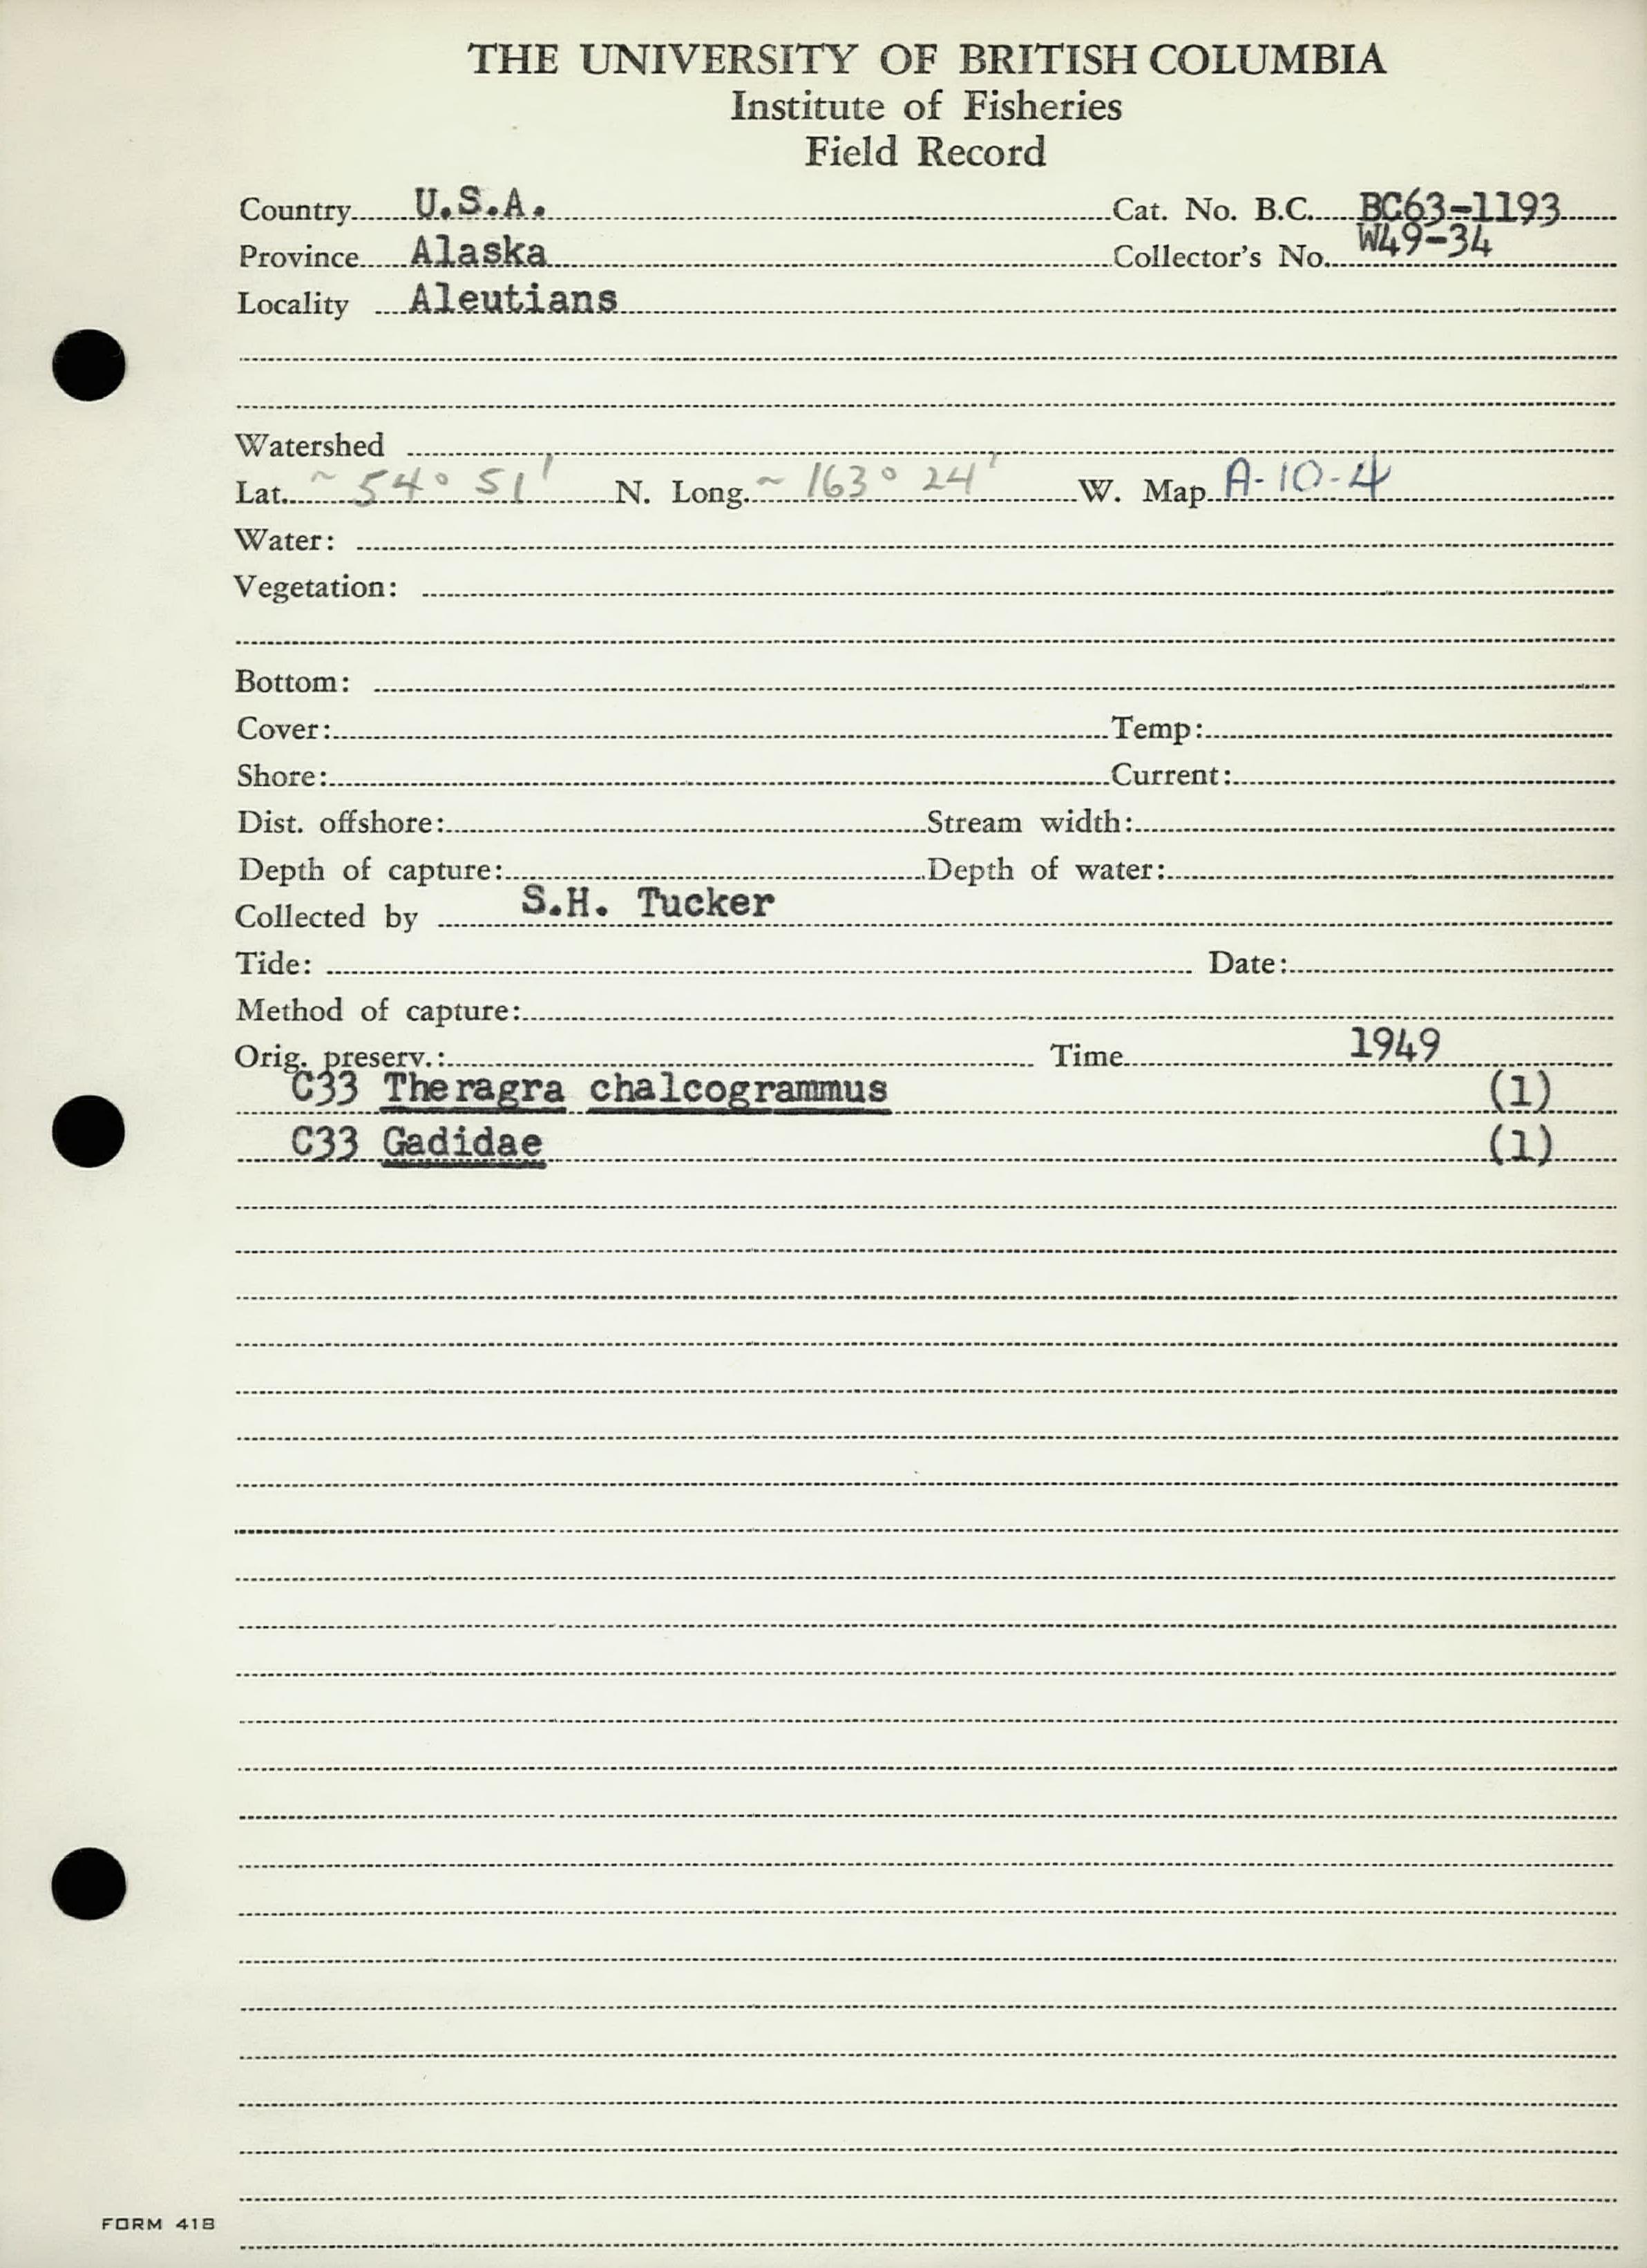 THE UNIVERSITY OF BRITISH COLUMBIA
Institute of Fisheries
Field Record
Country U.S.A. Cat. No. B.C. BC63-1193
Province Alaska Collector's No. W49-34
Locality Aleutians
Watershed
Lat. ~ 54° 51' N. Long. ~ 163° 24' W. Map A-10-4
Water:
Vegetation:
Bottom:
Cover: Temp:
Shore: Current:
Dist. offshore: Stream width:
Depth of capture: Depth of water:
Collected by S.H. Tucker
Tide: Date:
Method of capture:
Orig. preserv.: Time 1949
C33 Theragra chalcogrammus (1)
C33 Gadidae (1)
FORM 41B